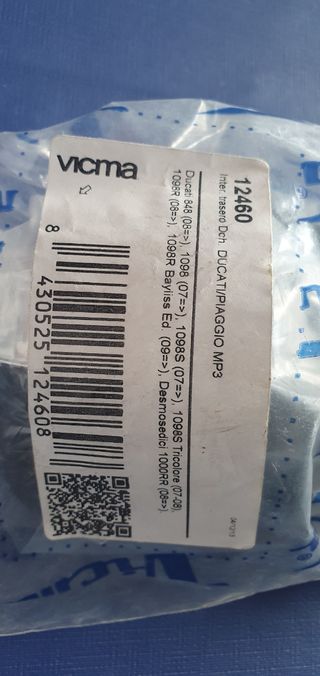 12460
Inter. trasero Dch. DUCATI/PIAGGIO MP3
Ducati 848 (08=>), 1098 (07=>), 1098S (07=>), 1098S Tricolore (07-08),
1098R (08=>), 1098R Bayliss Ed. (09=>), Desmosedici 1000RR (08=>).
vicma
8 430525 124608